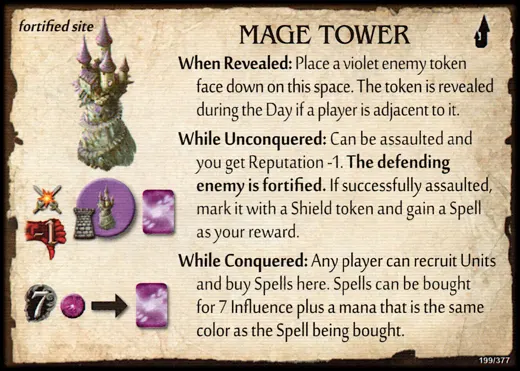 fortified site
MAGE TOWER
When Revealed: Place a violet enemy token
face down on this space. The token is revealed
during the Day if a player is adjacent to it.
While Unconquered: Can be assaulted and
you get Reputation -1. The defending
enemy is fortified. If successfully assaulted,
mark it with a Shield token and gain a Spell
as your reward.
-1
While Conquered: Any player can recruit Units
and buy Spells here. Spells can be bought
for 7 Influence plus a mana that is the same
color as the Spell being bought.
7
199/377